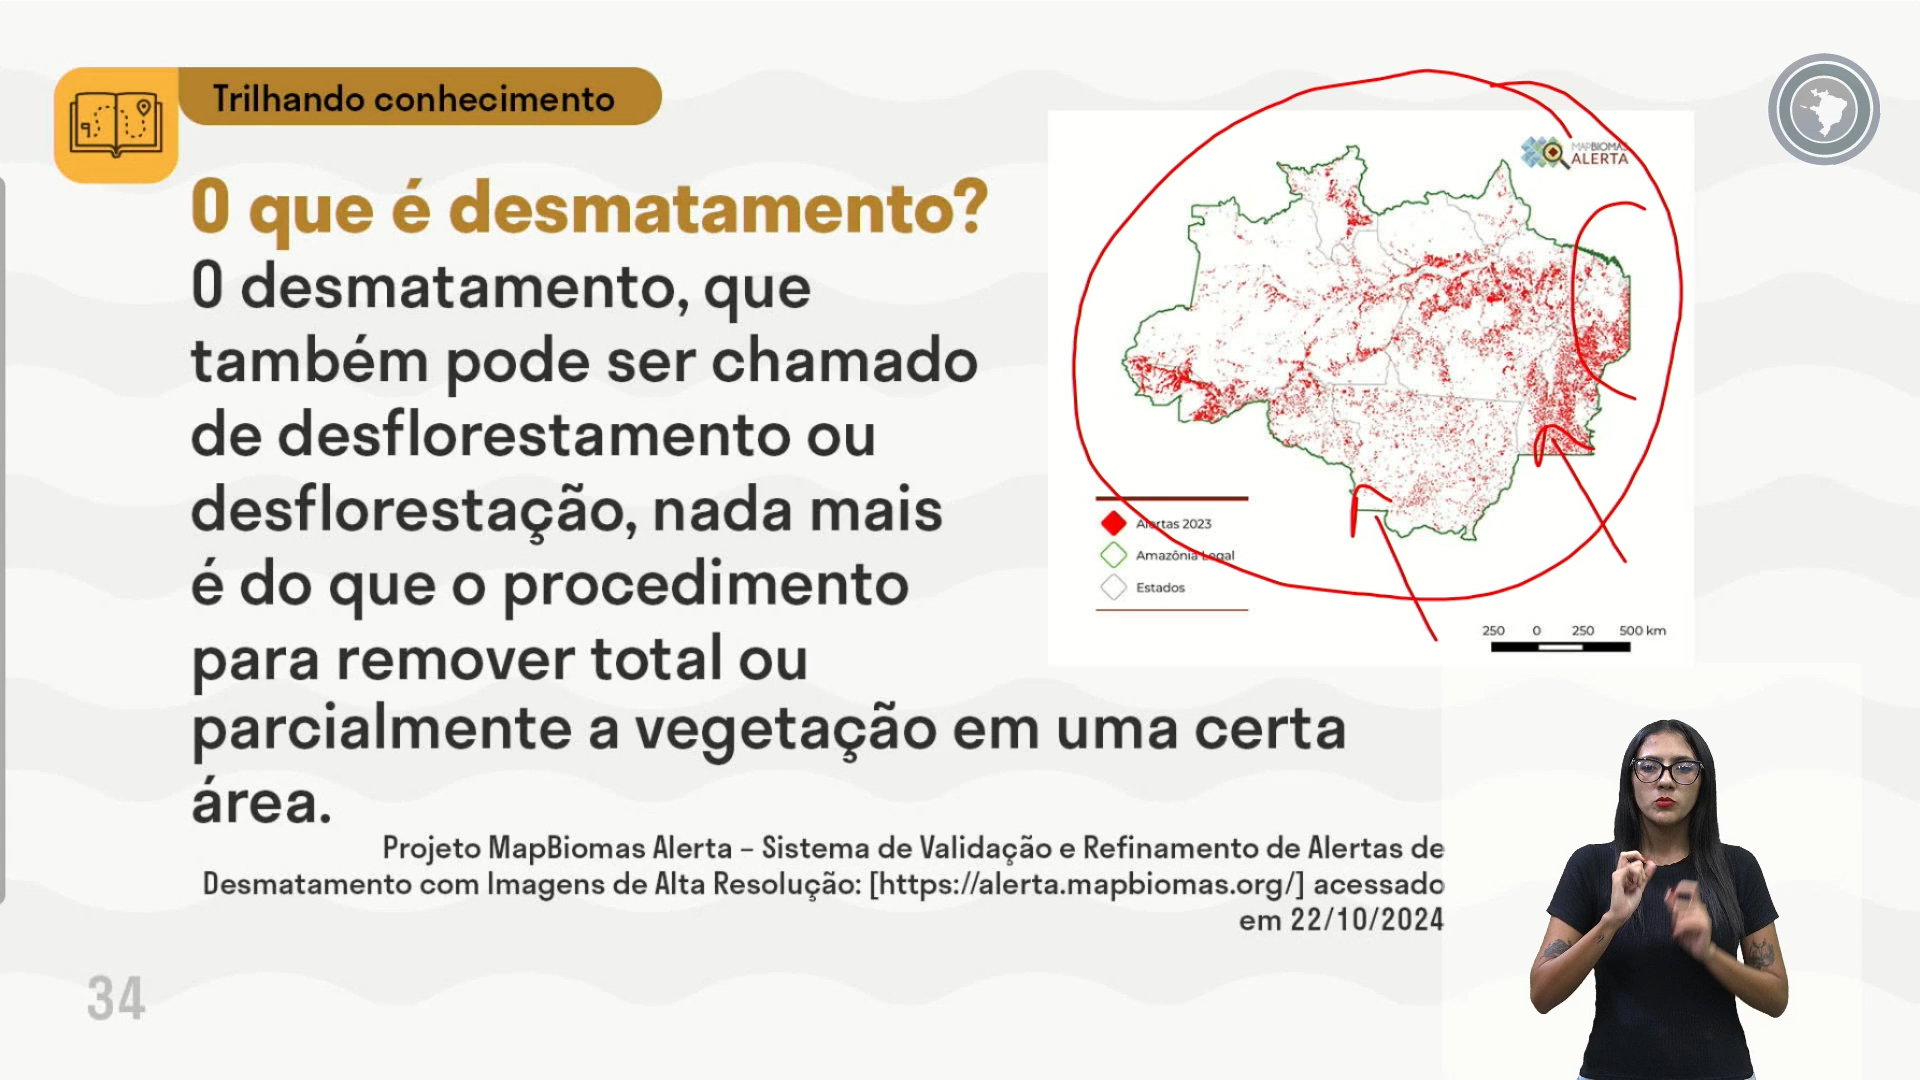 Trilhando conhecimento
O que é desmatamento?
O desmatamento, que
também pode ser chamado
de desflorestamento ou
desflorestação, nada mais
é do que o procedimento
para remover total ou
parcialmente a vegetação em uma certa
área.
MAPBIOMAS
ALERTA
Alertas 2023
Amazônia Legal
Estados
250 0 250 500 km
Projeto MapBiomas Alerta – Sistema de Validação e Refinamento de Alertas de
Desmatamento com Imagens de Alta Resolução: [https://alerta.mapbiomas.org/] acessado
em 22/10/2024
34